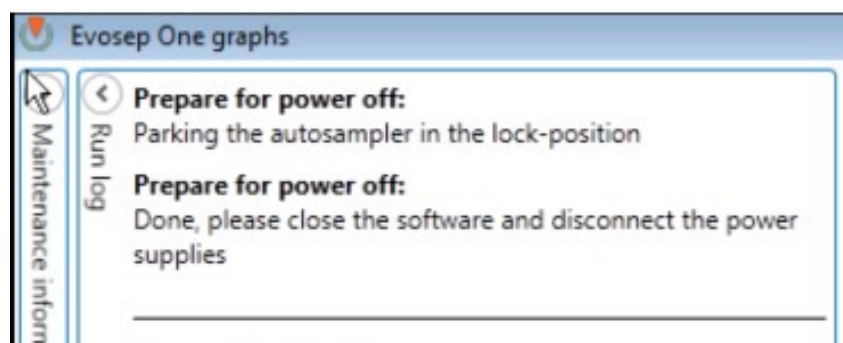 Evosep One graphs
Prepare for power off:
Parking the autosampler in the lock-position
Prepare for power off:
Done, please close the software and disconnect the power
supplies
Run log
Maintenance inform